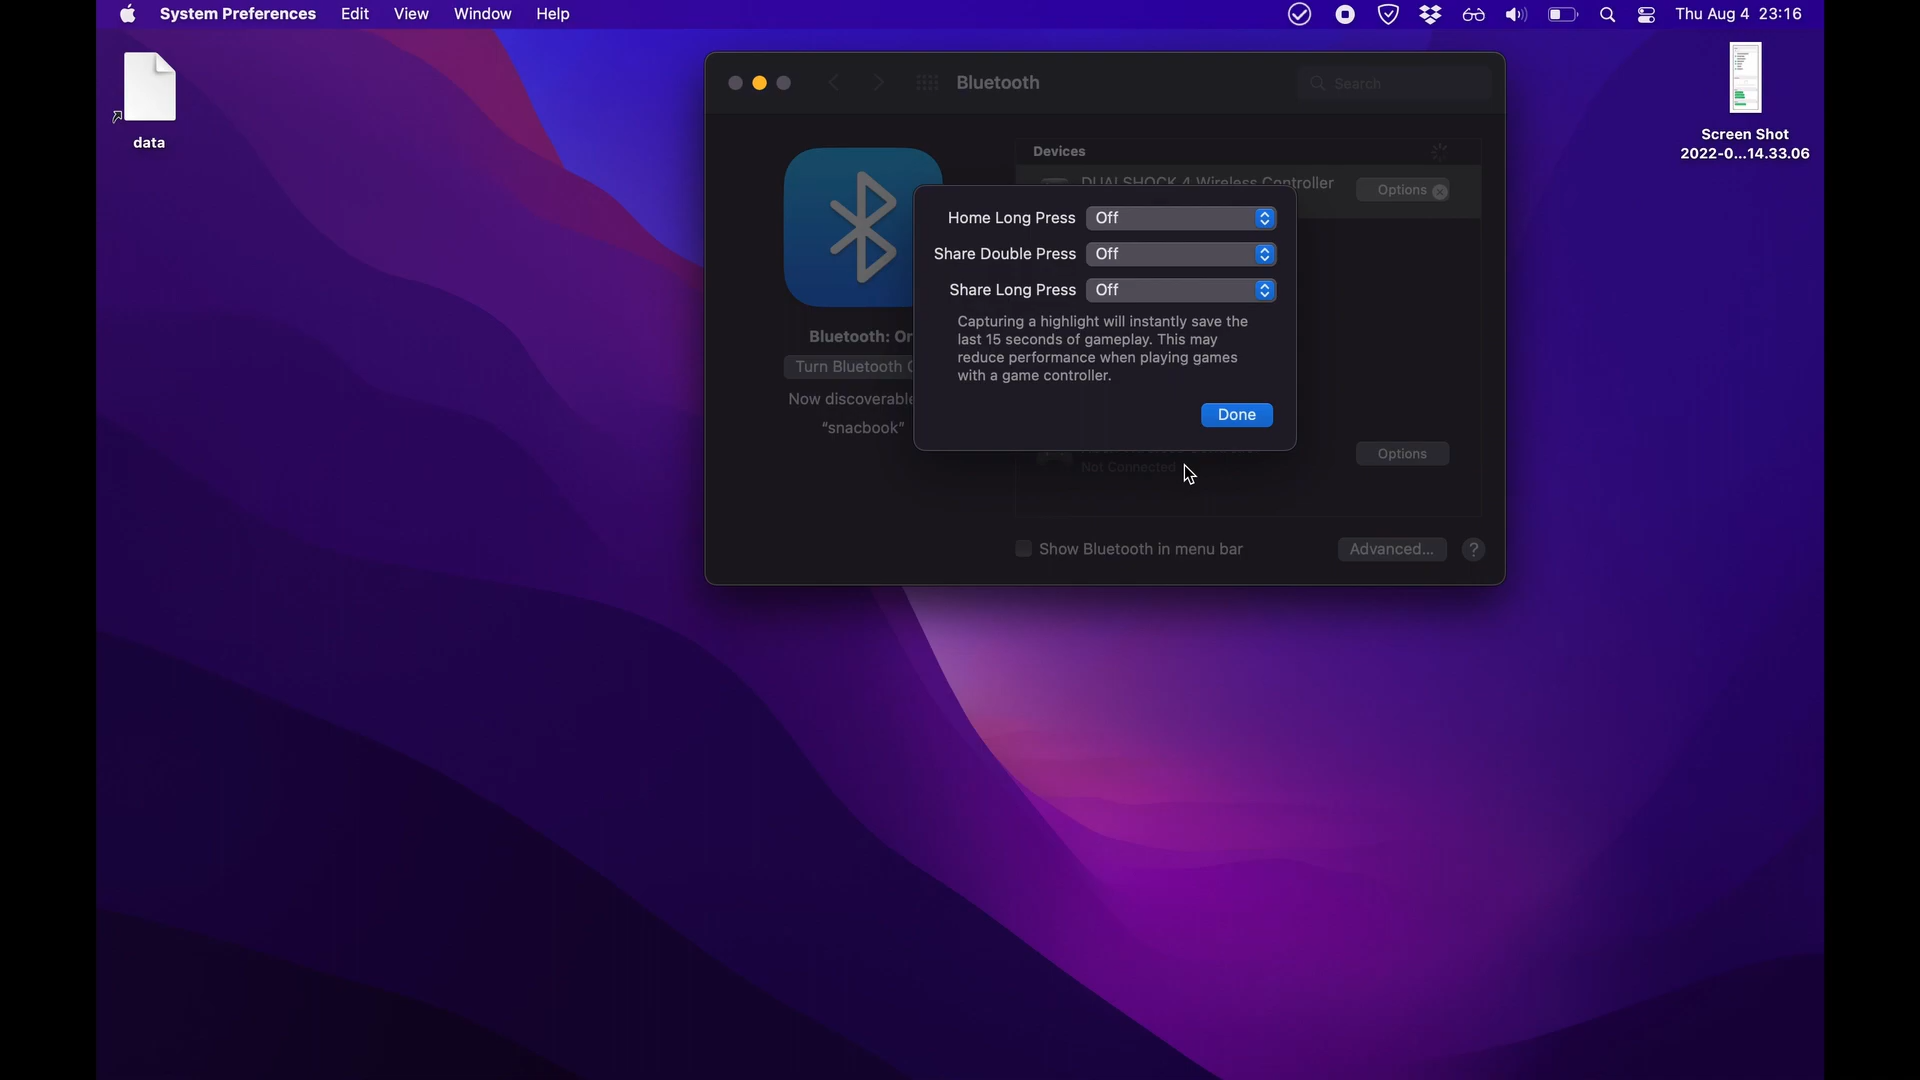 System Preferences Edit View Window Help Thu Aug 4 23:16
data
Screen Shot
2022-0...14.33.06
Bluetooth
Search
Devices
DUALSHOCK 4 Wireless Controller
Options
Home Long Press Off
Share Double Press Off
Share Long Press Off
Capturing a highlight will instantly save the
last 15 seconds of gameplay. This may
reduce performance when playing games
with a game controller.
Done
Bluetooth: On
Turn Bluetooth O
Now discoverable
“snacbook”
Not Connected
Options
Show Bluetooth in menu bar
Advanced...
?